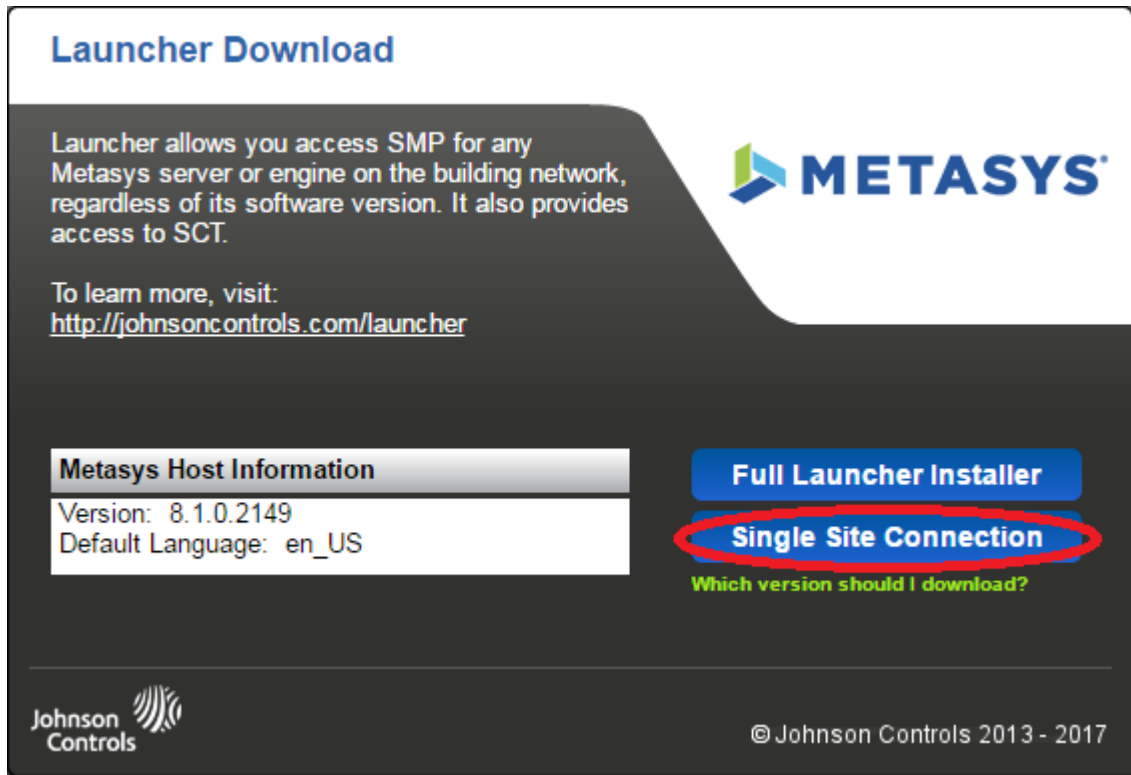 Launcher Download
Launcher allows you access SMP for any
Metasys server or engine on the building network,
regardless of its software version. It also provides
access to SCT.
To learn more, visit:
http://johnsoncontrols.com/launcher
METASYS®
Metasys Host Information
Version: 8.1.0.2149
Default Language: en_US
Full Launcher Installer
Single Site Connection
Which version should I download?
Johnson
Controls
© Johnson Controls 2013 - 2017